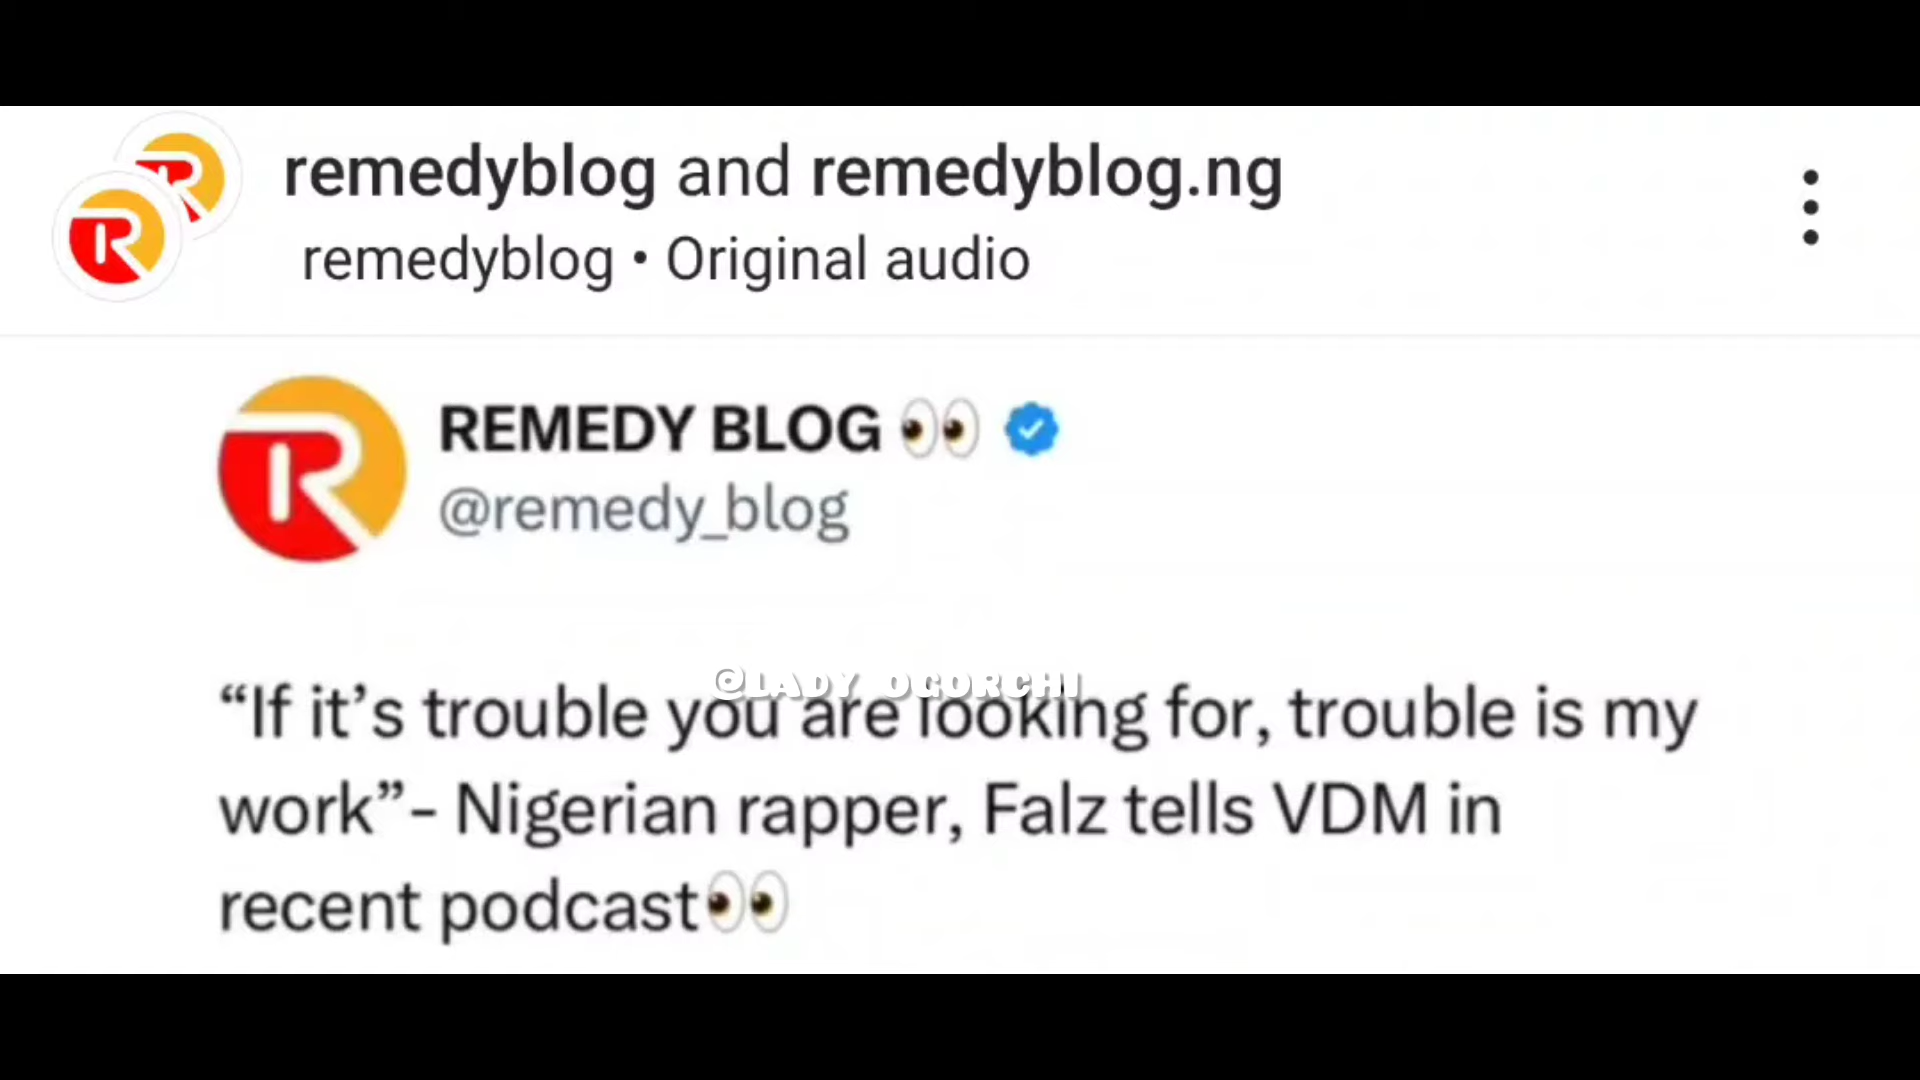 remedyblog and remedyblog.ng
remedyblog • Original audio
REMEDY BLOG 👀
@remedy_blog
@LADY_OGORCHI
“If it’s trouble you are looking for, trouble is my
work”- Nigerian rapper, Falz tells VDM in
recent podcast👀